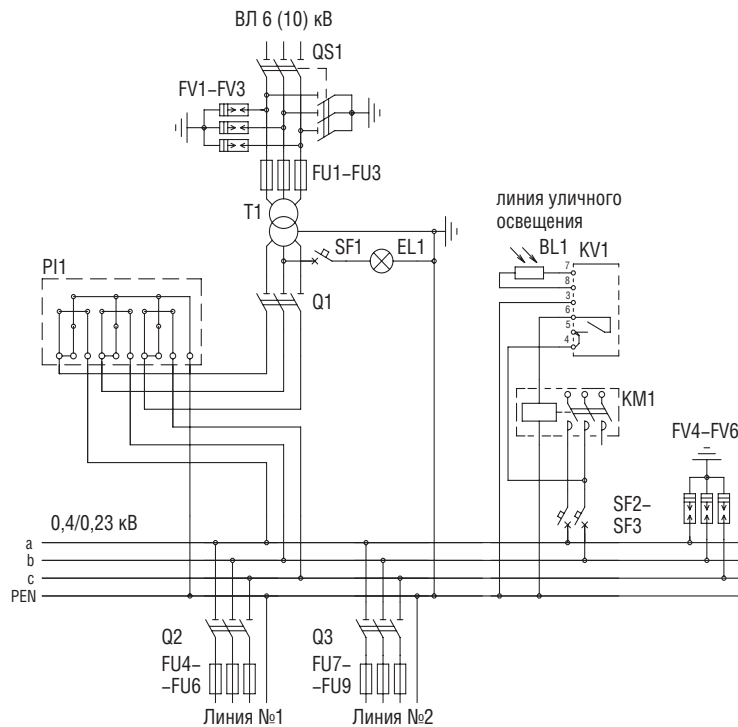 ВЛ 6 (10) кВ
QS1
FV1–FV3
FU1–FU3
T1
линия уличного
освещения
SF1
EL1
BL1
KV1
PI1
Q1
7
8
3
6
5
4
KM1
FV4–FV6
0,4/0,23 кВ
SF2–
SF3
a
b
c
PEN
Q2
Q3
FU4–
–FU6
FU7–
–FU9
Линия №1
Линия №2